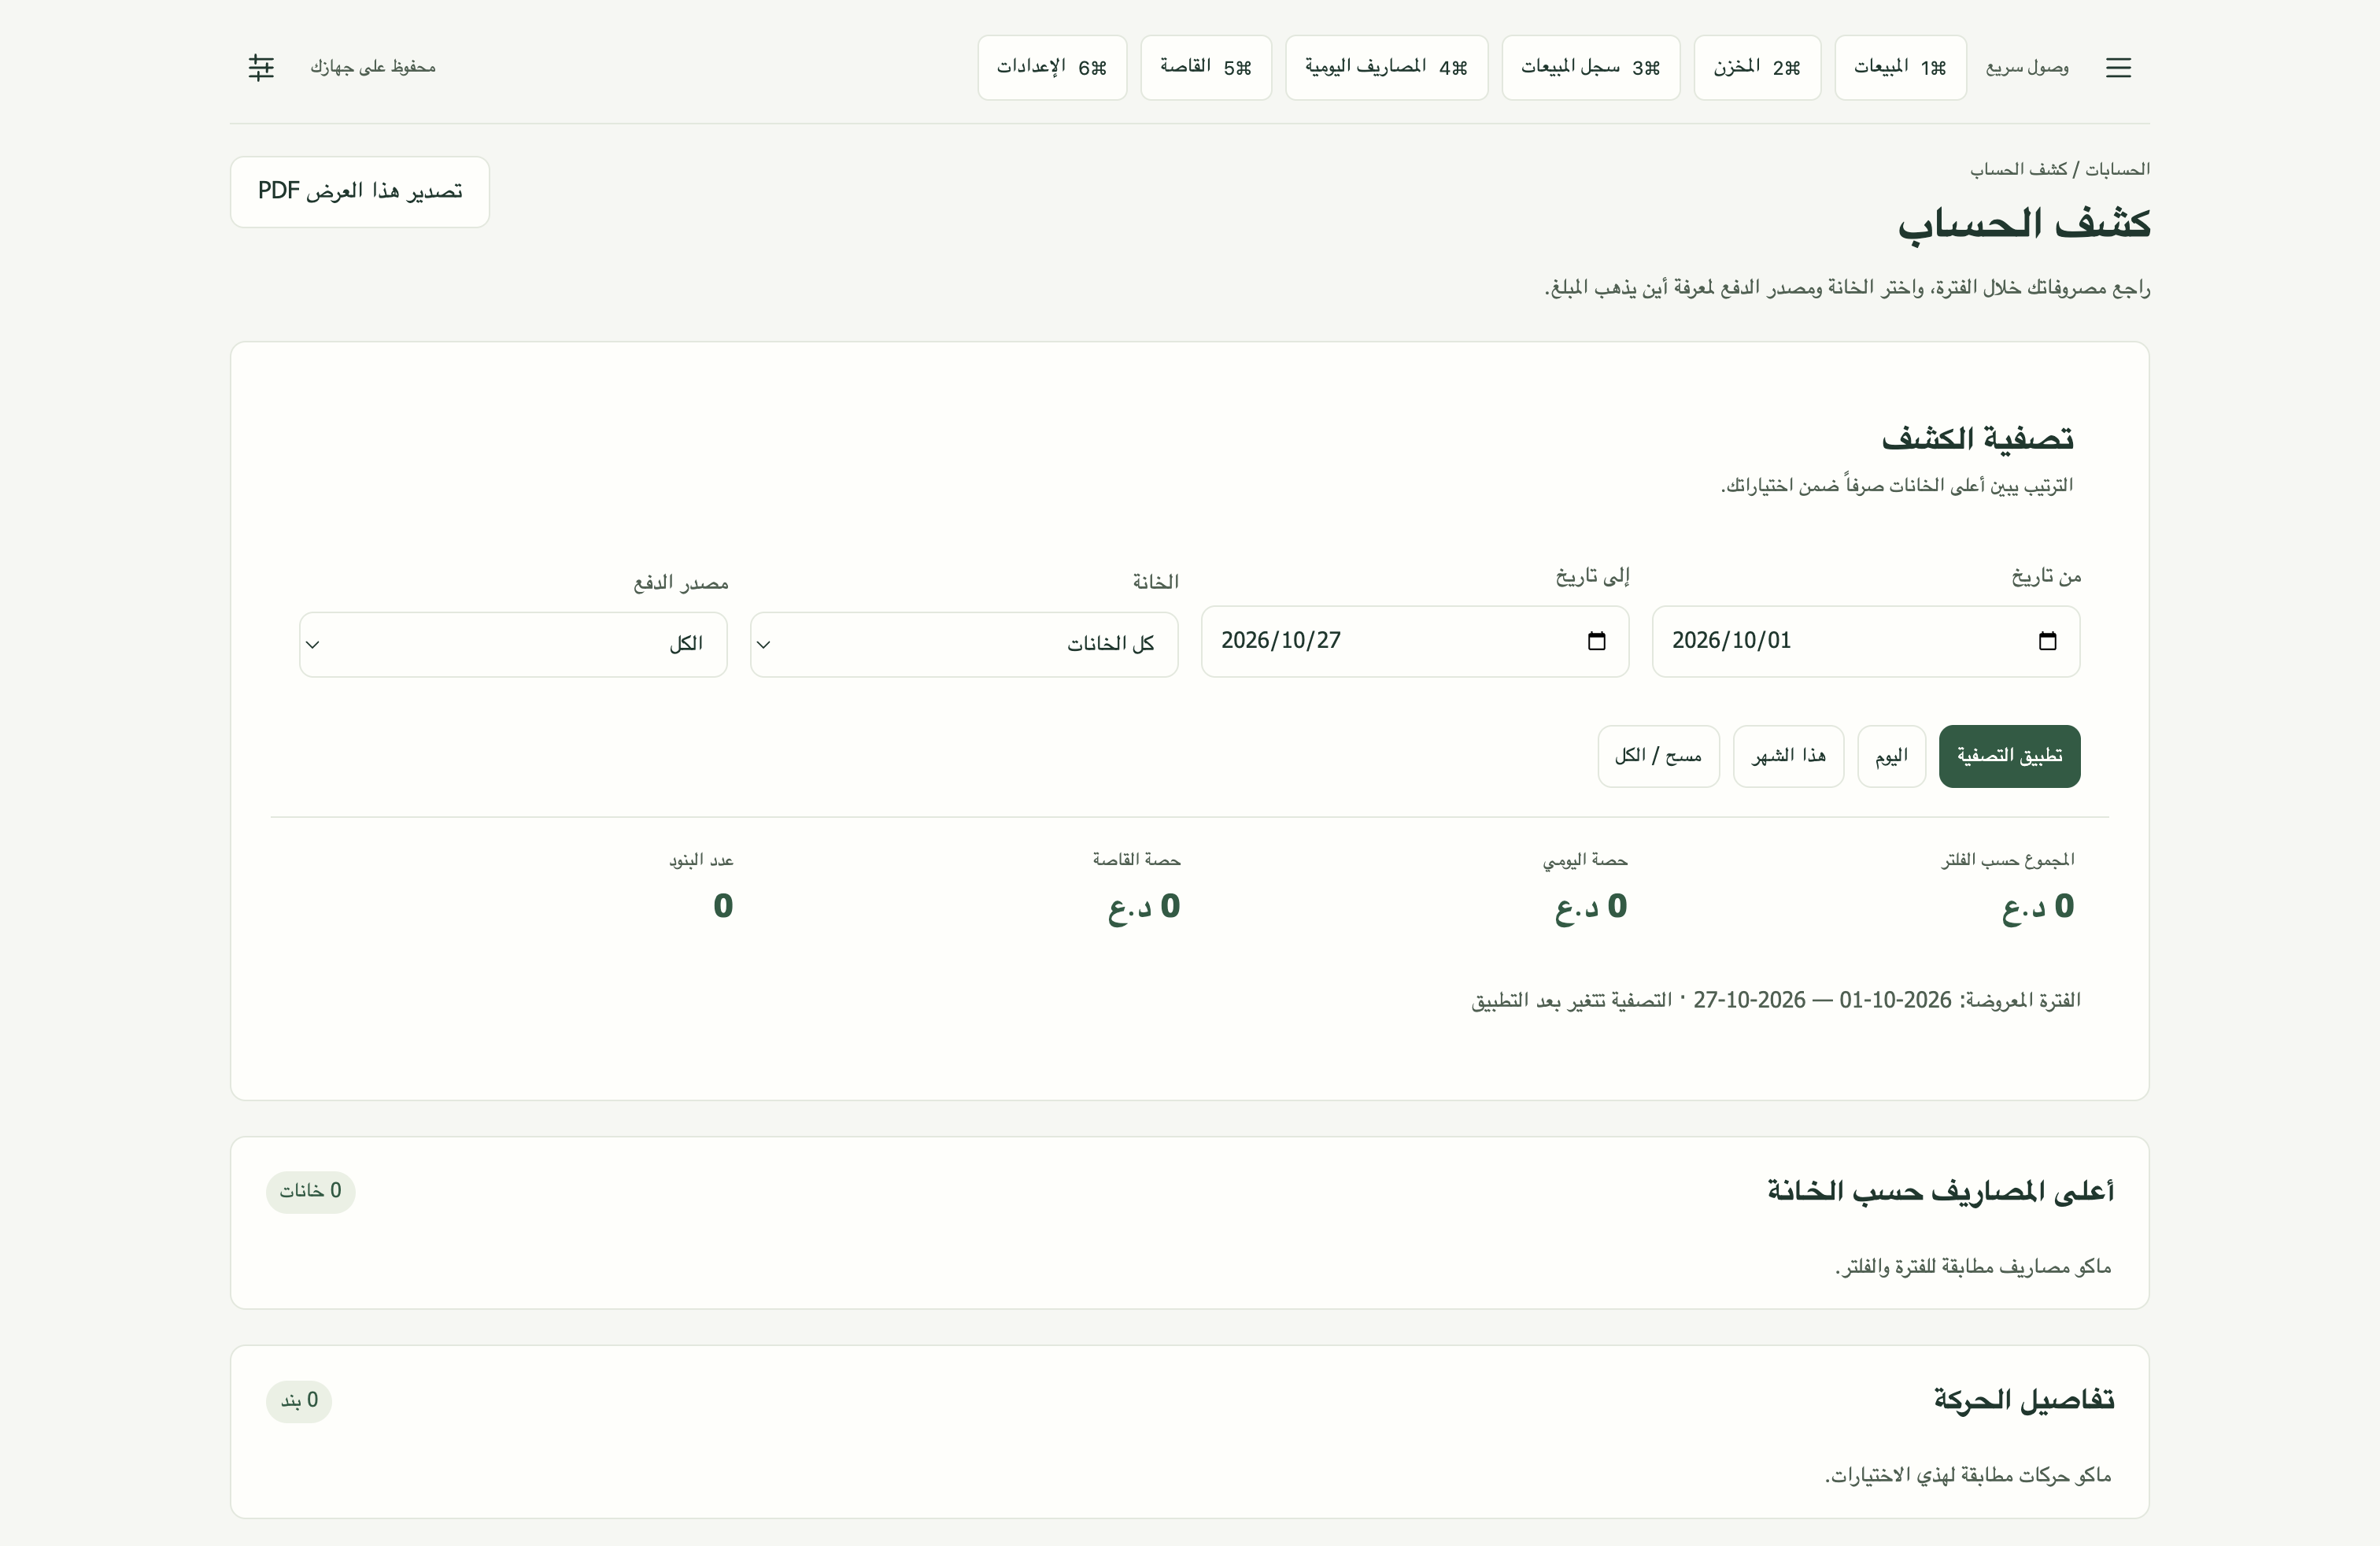 وصول سريع ⌘1 المبيعات ⌘2 المخزن ⌘3 سجل المبيعات ⌘4 المصاريف اليومية ⌘5 القاصة ⌘6 الإعدادات محفوظ على جهازك
الحسابات / كشف الحساب
تصدير هذا العرض PDF
كشف الحساب
راجع مصروفاتك خلال الفترة، واختر الخانة ومصدر الدفع لمعرفة أين يذهب المبلغ.
تصفية الكشف
الترتيب يبين أعلى الخانات صرفاً ضمن اختياراتك.
من تاريخ إلى تاريخ الخانة مصدر الدفع
2026/10/01 2026/10/27 كل الخانات الكل
تطبيق التصفية اليوم هذا الشهر مسح / الكل
المجموع حسب الفلتر حصة اليومي حصة القاصة عدد البنود
0 د.ع 0 د.ع 0 د.ع 0
الفترة المعروضة: 2026-10-01 — 2026-10-27 · التصفية تتغير بعد التطبيق
أعلى المصاريف حسب الخانة 0 خانات
ماكو مصاريف مطابقة للفترة والفلتر.
تفاصيل الحركة 0 بند
ماكو حركات مطابقة لهذي الاختيارات.